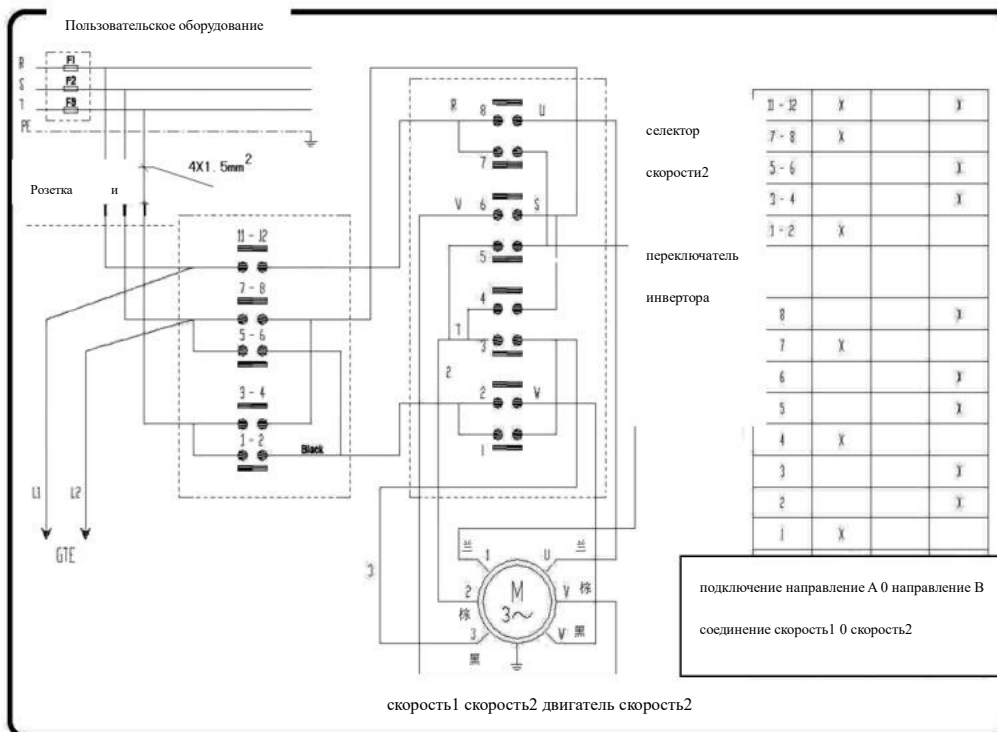 Пользовательское оборудование
R F1
S F2
T F3
PE
4X1.5mm²
Розетка и
11 - 12
7 - 8
5 - 6
3 - 4
1 - 2
Black
L1
L2
GTE
R 8 U
7
V 6 S
5
4
T
3
2
2 W
1
селектор
скорости2
переключатель
инвертора
11 - 12 X X
7 - 8 X
5 - 6 X
3 - 4 X
1 - 2 X
8 X
7 X
6 X
5 X
4 X
3 X
2 X
1 X
3
兰 1 U 兰
2 M V 棕
棕 3~
3 W 黑
黑
подключение направление A 0 направление B
соединение скорость1 0 скорость2
скорость1 скорость2 двигатель скорость2